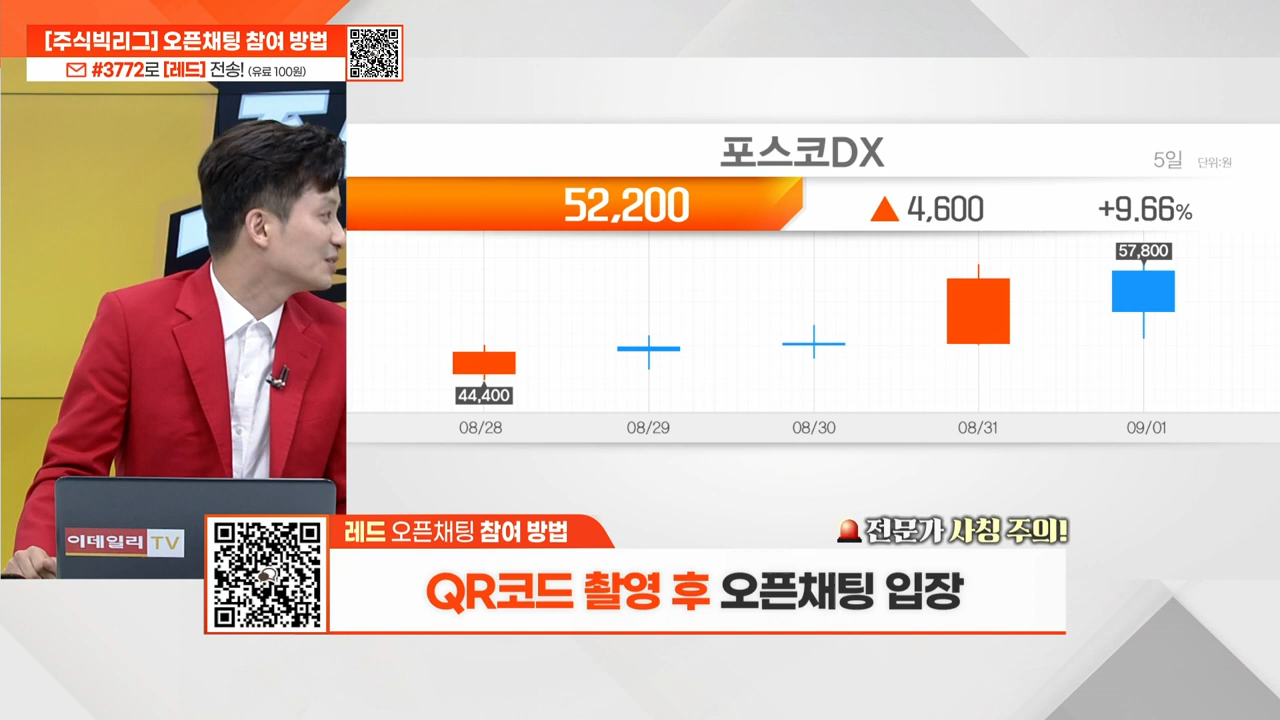 [주식빅리그] 오픈채팅 참여 방법
#3772로 [레드] 전송! (유료 100원)
포스코DX
5일 단위:원
52,200 ▲ 4,600 +9.66%
57,800
44,400
08/28 08/29 08/30 08/31 09/01
이데일리 TV
레드 오픈채팅 참여 방법
전문가 사칭 주의!
QR코드 촬영 후 오픈채팅 입장